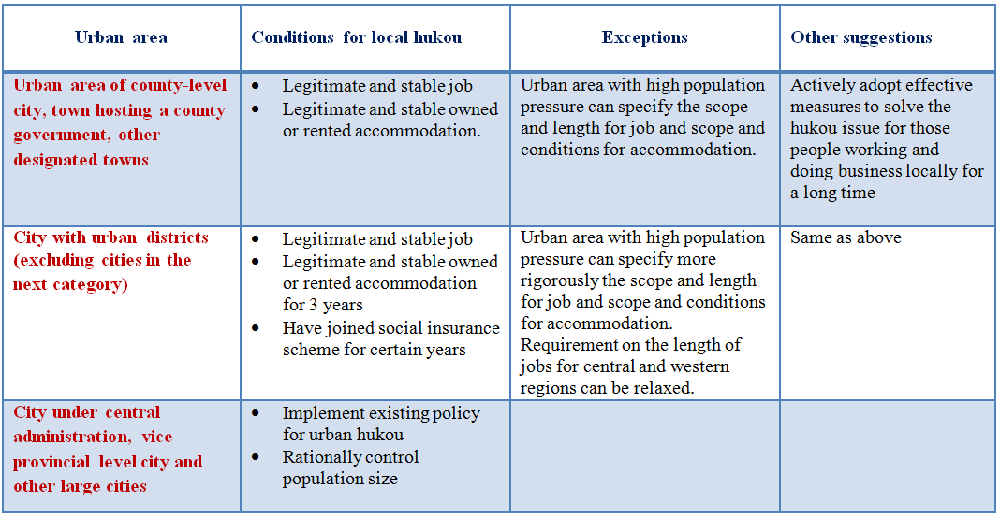 Urban area
Conditions for local hukou
Exceptions
Other suggestions
Urban area of county-level
city, town hosting a county
government, other
designated towns
• Legitimate and stable job
• Legitimate and stable owned
or rented accommodation.
Urban area with high population
pressure can specify the scope
and length for job and scope and
conditions for accommodation.
Actively adopt effective
measures to solve the
hukou issue for those
people working and
doing business locally for
a long time
City with urban districts
(excluding cities in the
next category)
• Legitimate and stable job
• Legitimate and stable owned
or rented accommodation
for 3 years
• Have joined social insurance
scheme for certain years
Urban area with high population
pressure can specify more
rigorously the scope and length
for job and scope and conditions
for accommodation.
Requirement on the length of
jobs for central and western
regions can be relaxed.
Same as above
City under central
administration, vice-
provincial level city and
other large cities
• Implement existing policy
for urban hukou
• Rationally control
population size